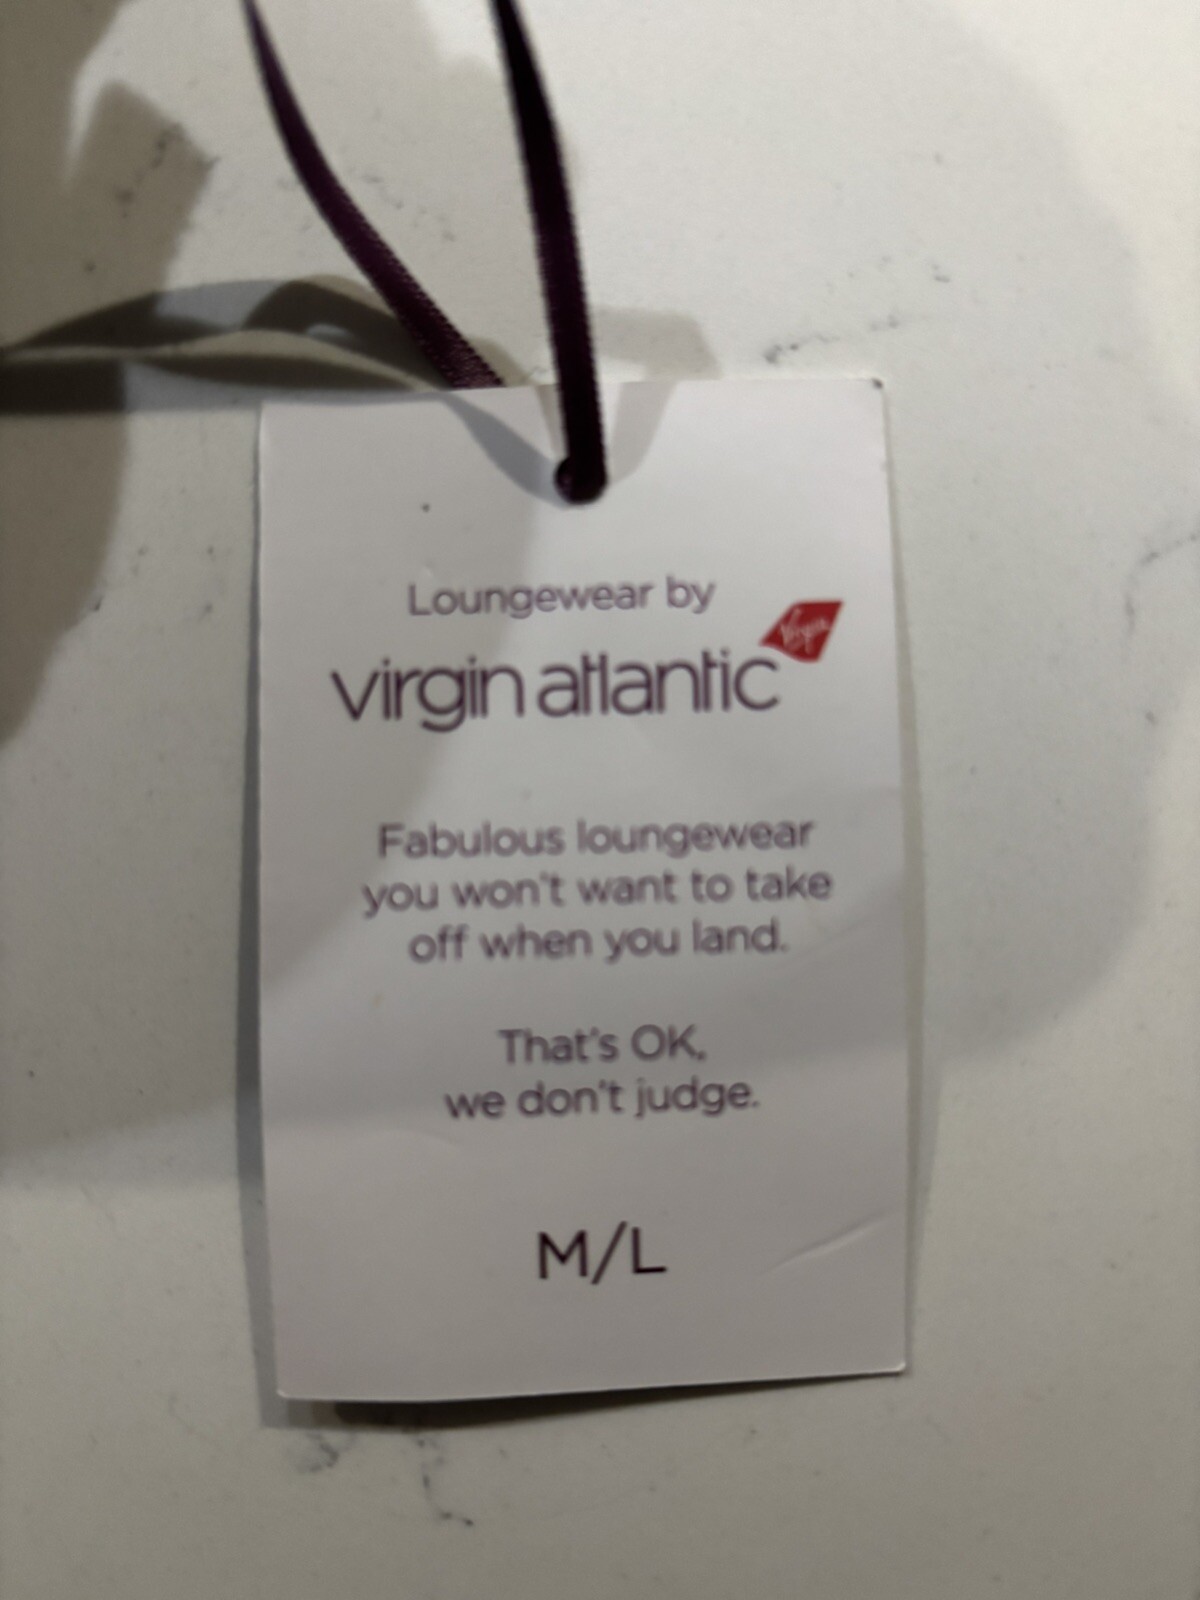 Loungewear by
Virgin
virgin atlantic
Fabulous loungewear
you won't want to take
off when you land.
That's OK,
we don't judge.
M/L